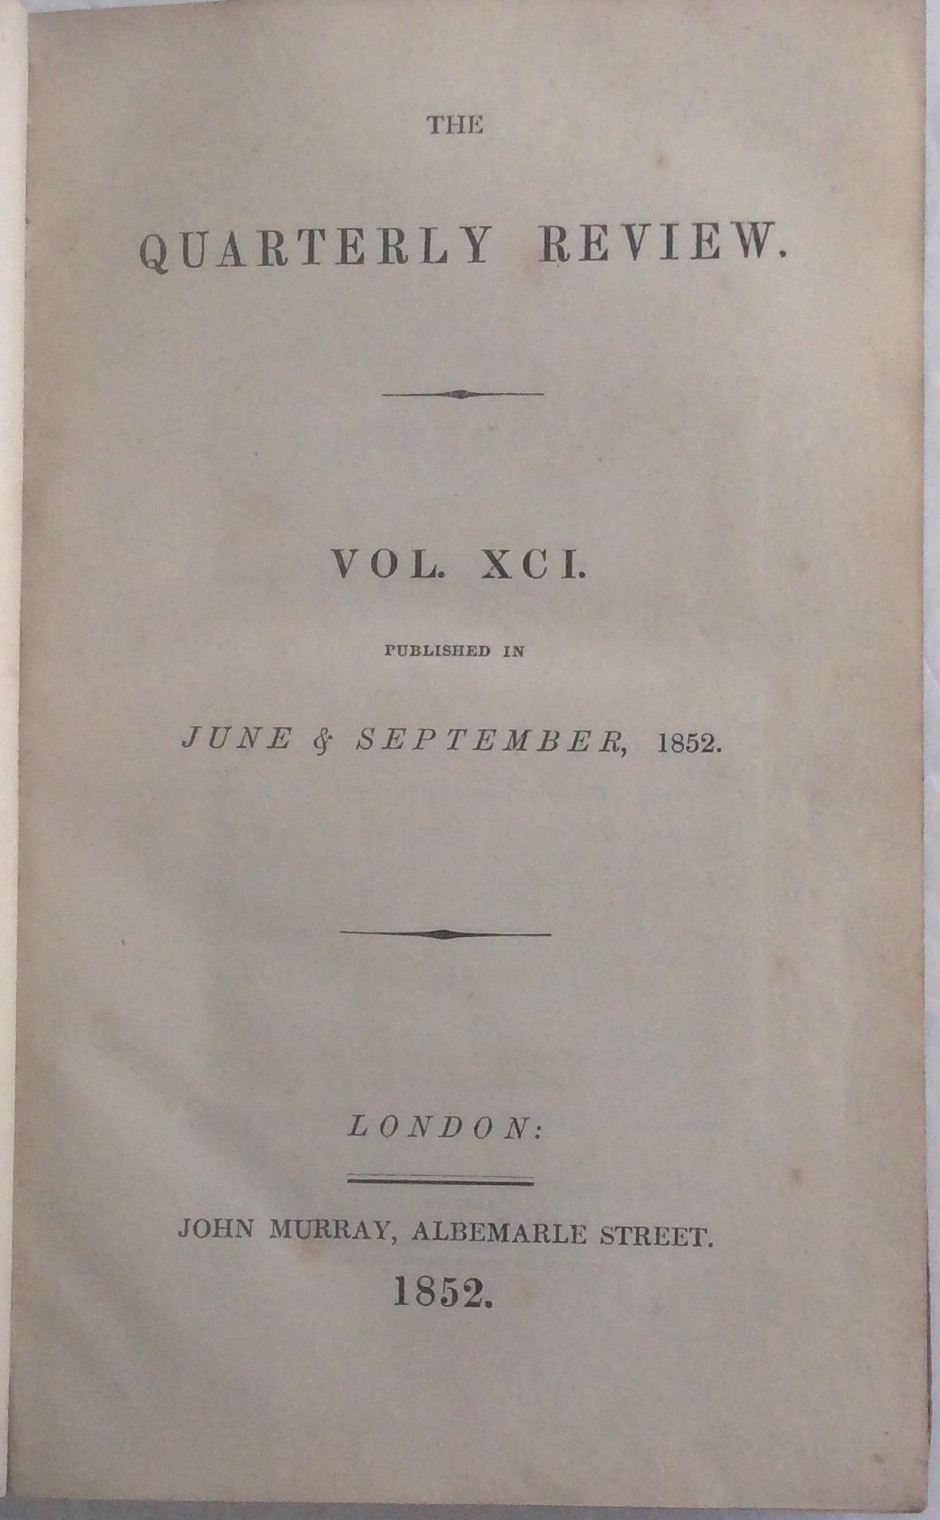 THE
QUARTERLY REVIEW.
VOL. XCI.
PUBLISHED IN
JUNE & SEPTEMBER, 1852.
LONDON:
JOHN MURRAY, ALBEMARLE STREET.
1852.